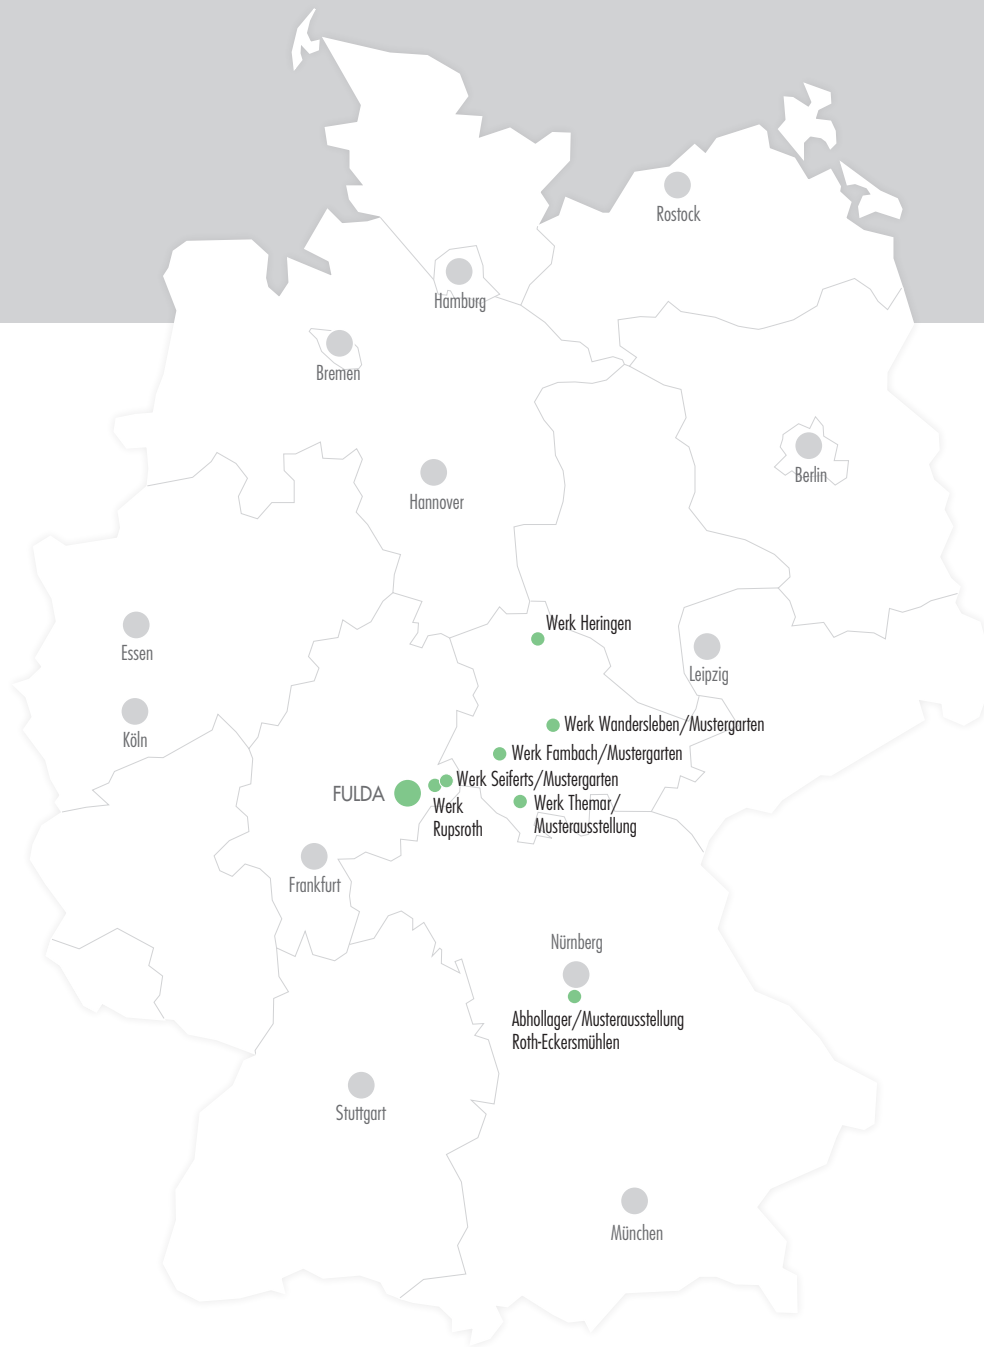 Rostock
Hamburg
Bremen
Berlin
Hannover
Werk Heringen
Essen
Leipzig
Köln
Werk Wandersleben/Mustergarten
Werk Fambach/Mustergarten
Werk Seiferts/Mustergarten
FULDA
Werk
Rupsroth
Werk Themar/
Musterausstellung
Frankfurt
Nürnberg
Abhollager/Musterausstellung
Roth-Eckersmühlen
Stuttgart
München